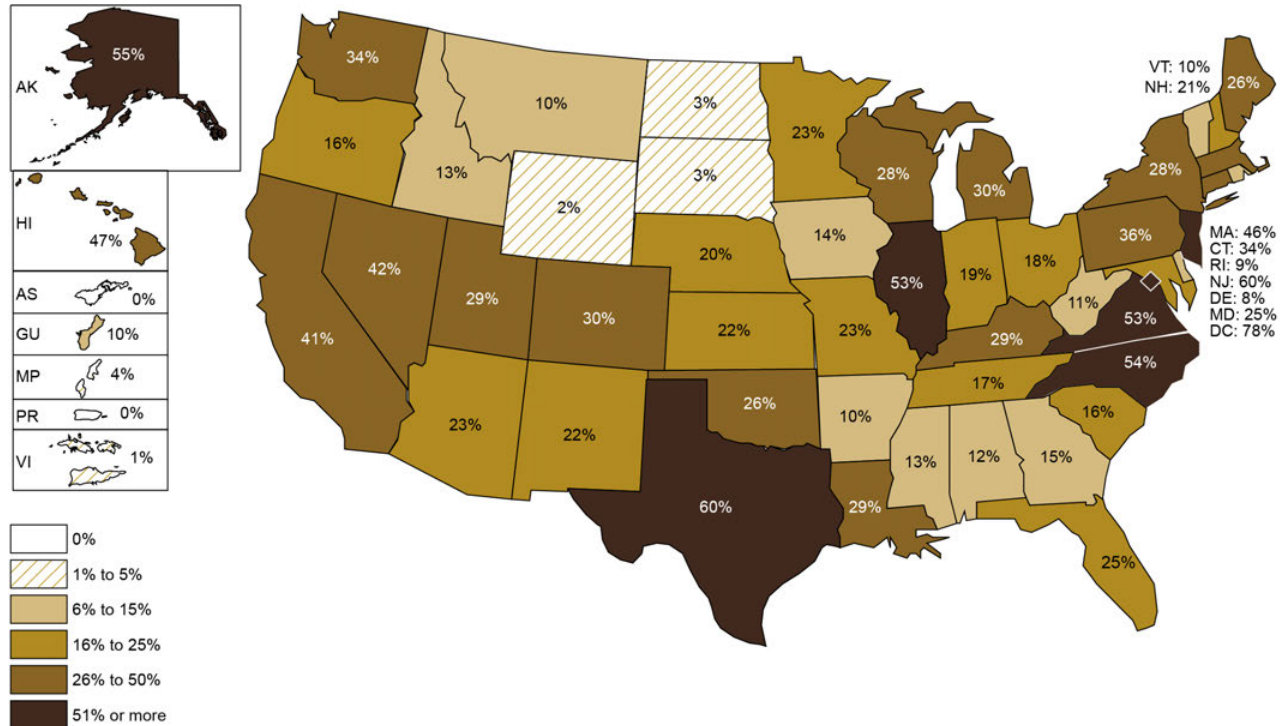 AK
55%
HI
47%
AS
0%
GU
10%
MP
4%
PR
0%
VI
1%
0%
1% to 5%
6% to 15%
16% to 25%
26% to 50%
51% or more
34%
10%
3%
23%
VT: 10%
NH: 21%
26%
16%
13%
3%
28%
30%
28%
2%
14%
36%
MA: 46%
CT: 34%
RI: 9%
NJ: 60%
DE: 8%
MD: 25%
DC: 78%
42%
29%
20%
53%
19%
18%
11%
53%
41%
30%
22%
23%
29%
54%
23%
22%
26%
10%
17%
16%
60%
29%
13%
12%
15%
25%